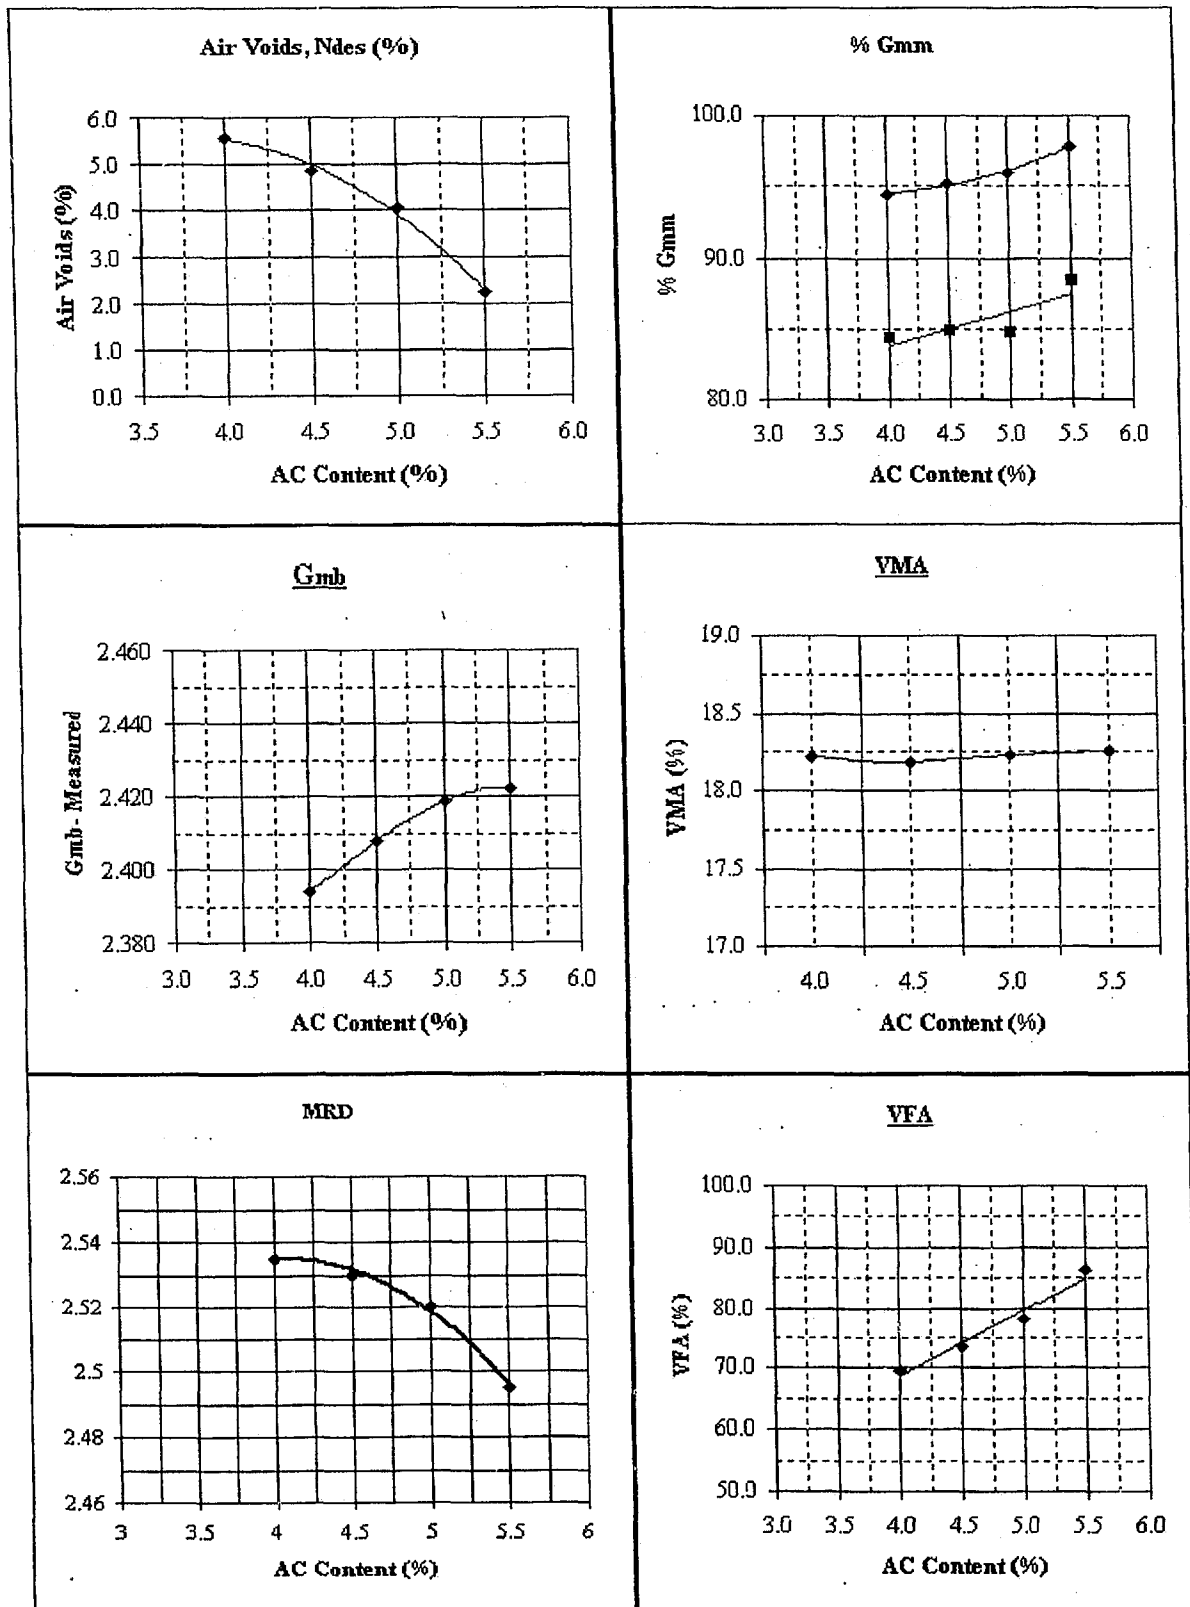 Air Voids, Ndes (%)
Air Voids (%)
6.0
5.0
4.0
3.0
2.0
1.0
0.0
3.5 4.0 4.5 5.0 5.5 6.0
AC Content (%)
% Gmm
% Gmm
100.0
90.0
80.0
3.0 3.5 4.0 4.5 5.0 5.5 6.0
AC Content (%)
Gmb
Gmb - Measured
2.460
2.440
2.420
2.400
2.380
3.0 3.5 4.0 4.5 5.0 5.5 6.0
AC Content (%)
VMA
VMA (%)
19.0
18.5
18.0
17.5
17.0
4.0 4.5 5.0 5.5
AC Content (%)
MRD
2.56
2.54
2.52
2.5
2.48
2.46
3 3.5 4 4.5 5 5.5 6
AC Content (%)
VFA
VFA (%)
100.0
90.0
80.0
70.0
60.0
50.0
3.0 3.5 4.0 4.5 5.0 5.5 6.0
AC Content (%)